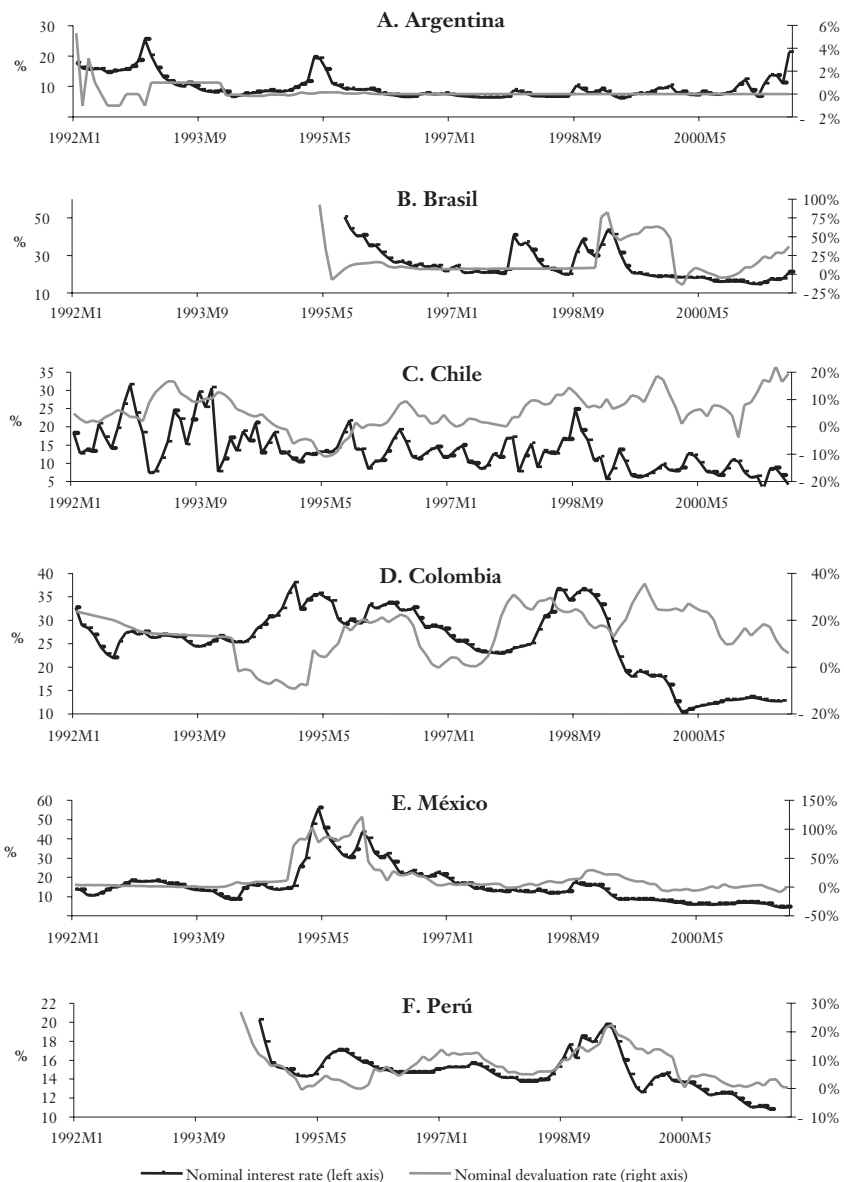 A. Argentina
30 6%
20 4%
% 2%
10 0%
- 2%
1992M1 1993M9 1995M5 1997M1 1998M9 2000M5
B. Brasil
100%
50 75%
% 50%
30 25%
0%
10 -25%
1992M1 1993M9 1995M5 1997M1 1998M9 2000M5
C. Chile
35 20%
30
25 10%
% 20 0%
15
10 - 10%
5 - 20%
1992M1 1993M9 1995M5 1997M1 1998M9 2000M5
D. Colombia
40 40%
35
30 20%
% 25
20 0%
15
10 - 20%
1992M1 1993M9 1995M5 1997M1 1998M9 2000M5
E. México
60 150%
50 100%
40
% 30 50%
20 0%
10
-50%
1992M1 1993M9 1995M5 1997M1 1998M9 2000M5
F. Perú
22 30%
20 20%
18
% 16 10%
14 0%
12
10 - 10%
1992M1 1993M9 1995M5 1997M1 1998M9 2000M5
Nominal interest rate (left axis) Nominal devaluation rate (right axis)